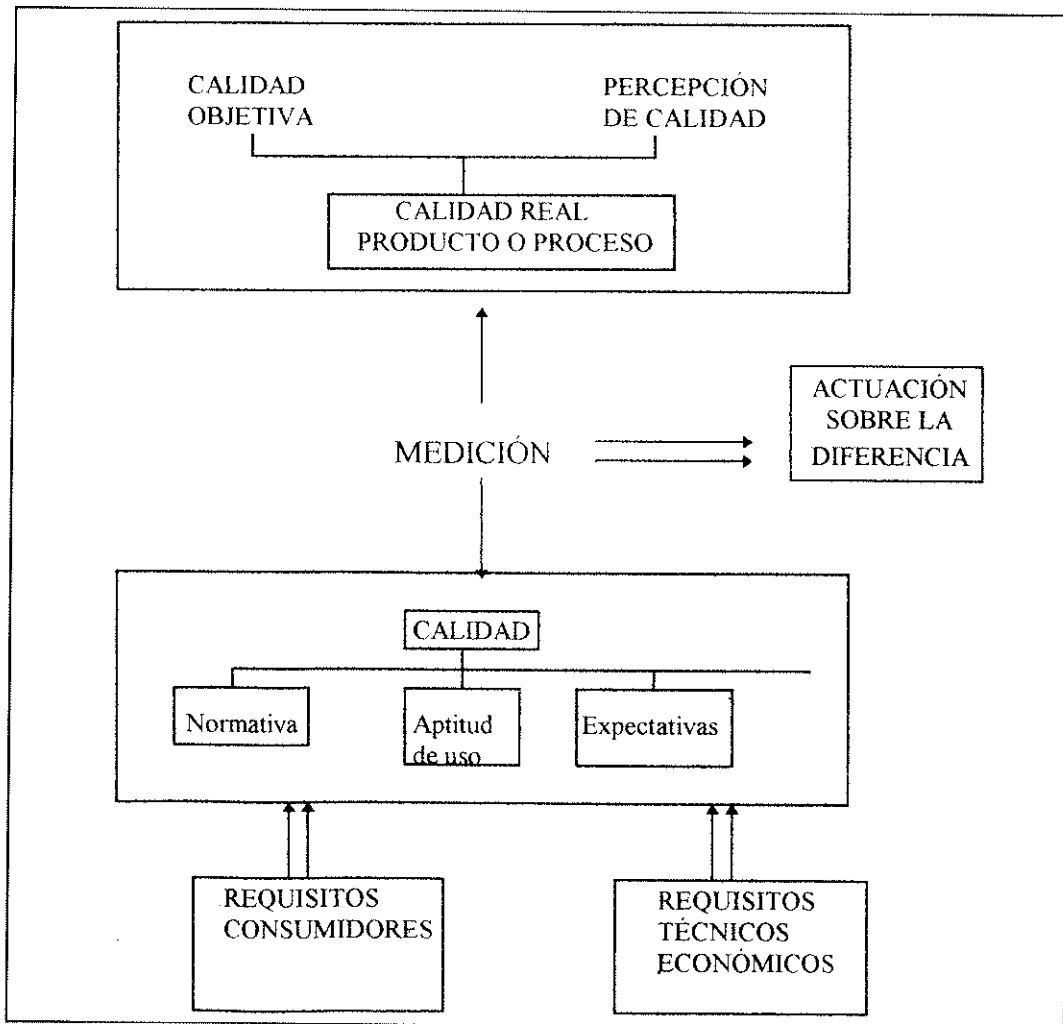 CALIDAD
OBJETIVA
PERCEPCIÓN
DE CALIDAD
CALIDAD REAL
PRODUCTO O PROCESO
MEDICIÓN
ACTUACIÓN
SOBRE LA
DIFERENCIA
CALIDAD
Normativa
Aptitud
de uso
Expectativas
REQUISITOS
CONSUMIDORES
REQUISITOS
TÉCNICOS
ECONÓMICOS